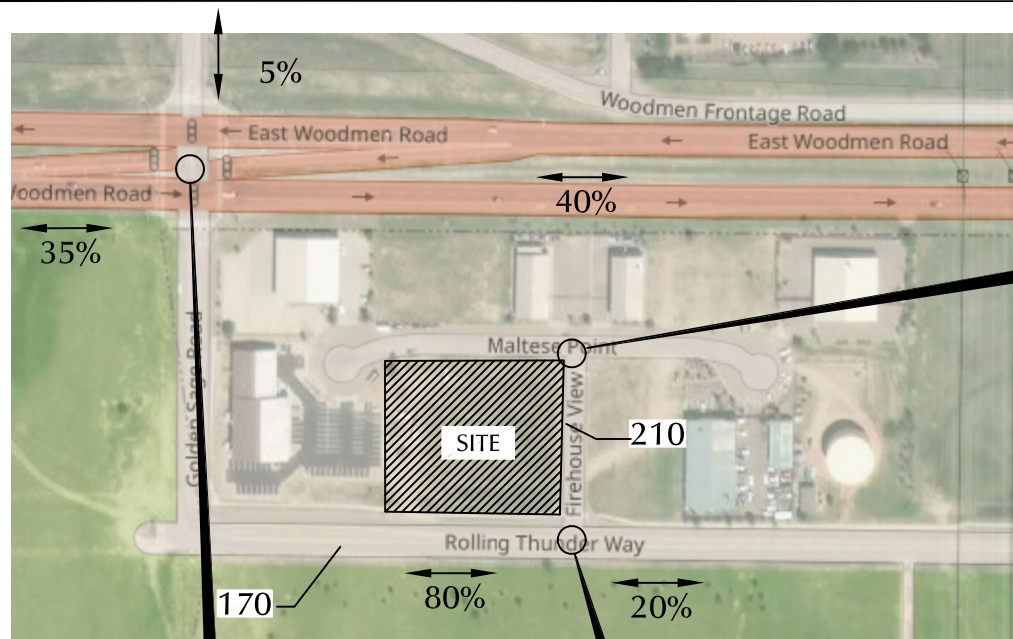 5%
Woodmen Frontage Road
East Woodmen Road
East Woodmen Road
Woodmen Road
40%
35%
Golden Sage Road
Maltese Point
Firehouse View
SITE
210
Rolling Thunder Way
170
80%
20%